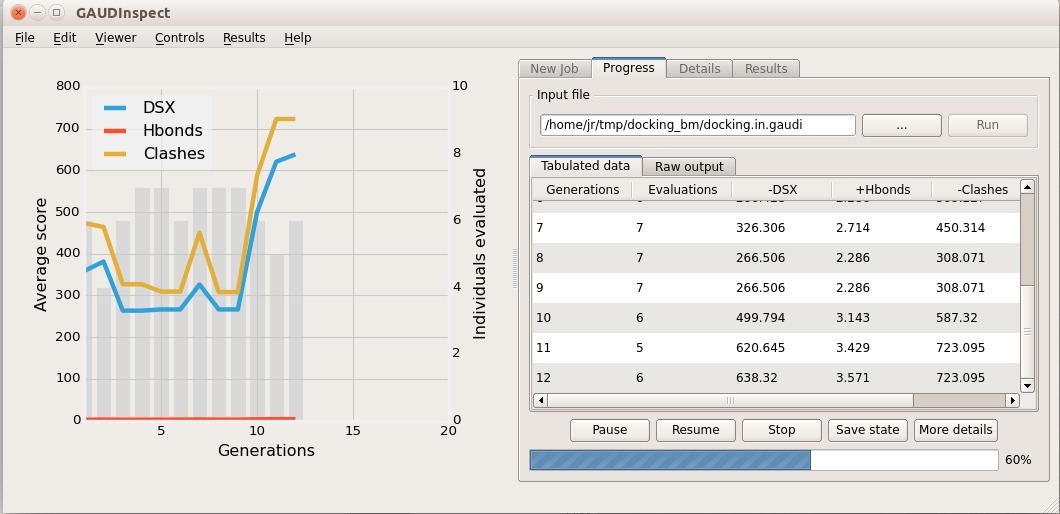 GAUDInspect
File Edit Viewer Controls Results Help
800
700
600
500
400
300
200
100
0
Average score
DSX
Hbonds
Clashes
10
8
6
4
2
0
Individuals evaluated
5 10 15 20
Generations
New Job Progress Details Results
Input file
/home/jr/tmp/docking_bm/docking.in.gaudi ... Run
Tabulated data Raw output
Generations Evaluations -DSX +Hbonds -Clashes
7 7 326.306 2.714 450.314
8 7 266.506 2.286 308.071
9 7 266.506 2.286 308.071
10 6 499.794 3.143 587.32
11 5 620.645 3.429 723.095
12 6 638.32 3.571 723.095
Pause Resume Stop Save state More details
60%